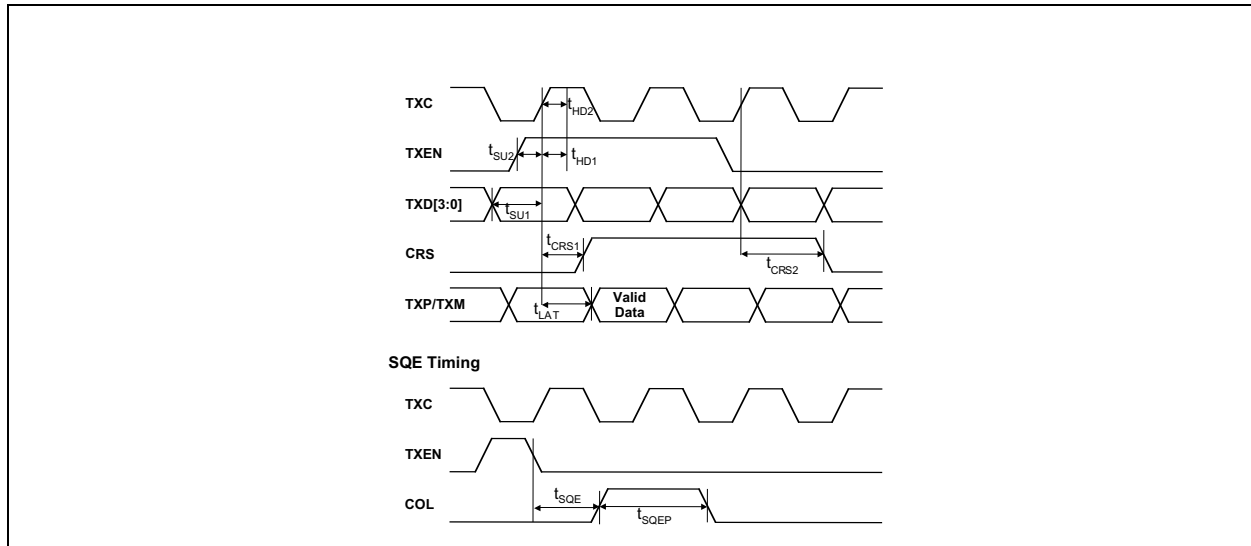 TXC
tHD2
TXEN
tSU2
tHD1
TXD[3:0]
tSU1
CRS
tCRS1
tCRS2
TXP/TXM
tLAT
Valid
Data
SQE Timing
TXC
TXEN
COL
tSQE
tSQEP